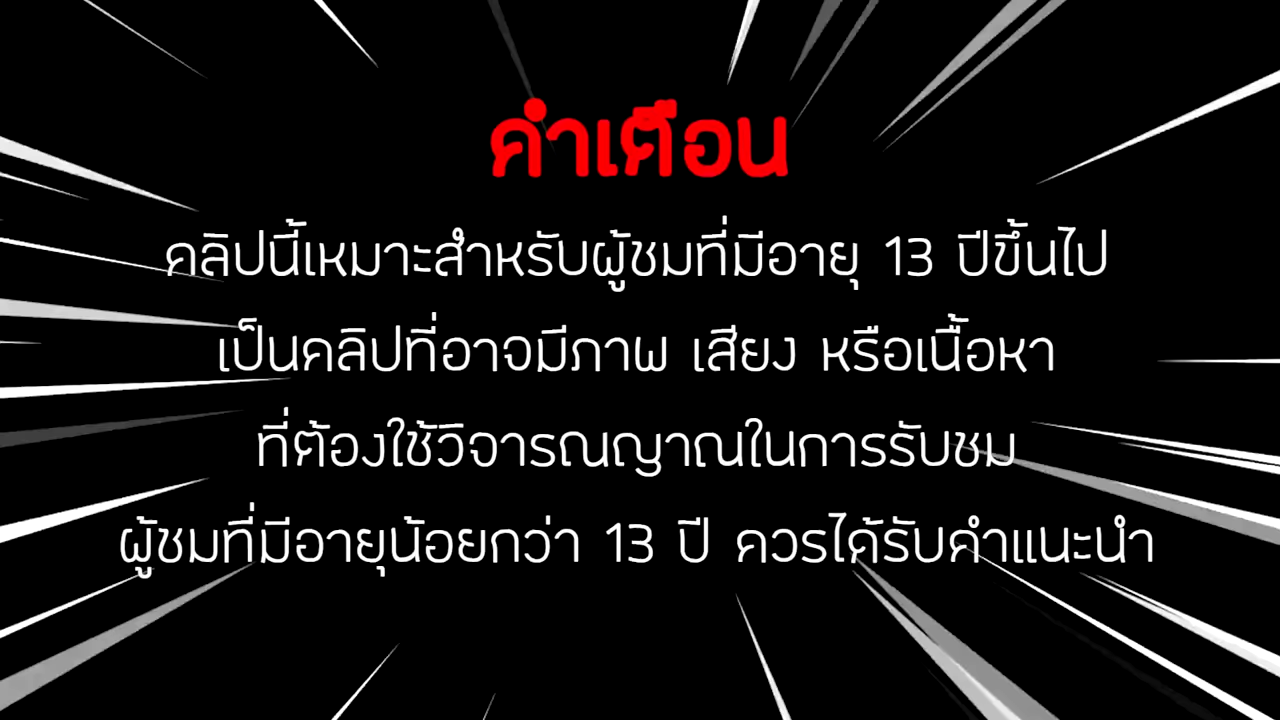 คำเตือน
คลิปนี้เหมาะสำหรับผู้ชมที่มีอายุ 13 ปีขึ้นไป
เป็นคลิปที่อาจมีภาพ เสียง หรือเนื้อหา
ที่ต้องใช้วิจารณญาณในการรับชม
ผู้ชมที่มีอายุน้อยกว่า 13 ปี ควรได้รับคำแนะนำ